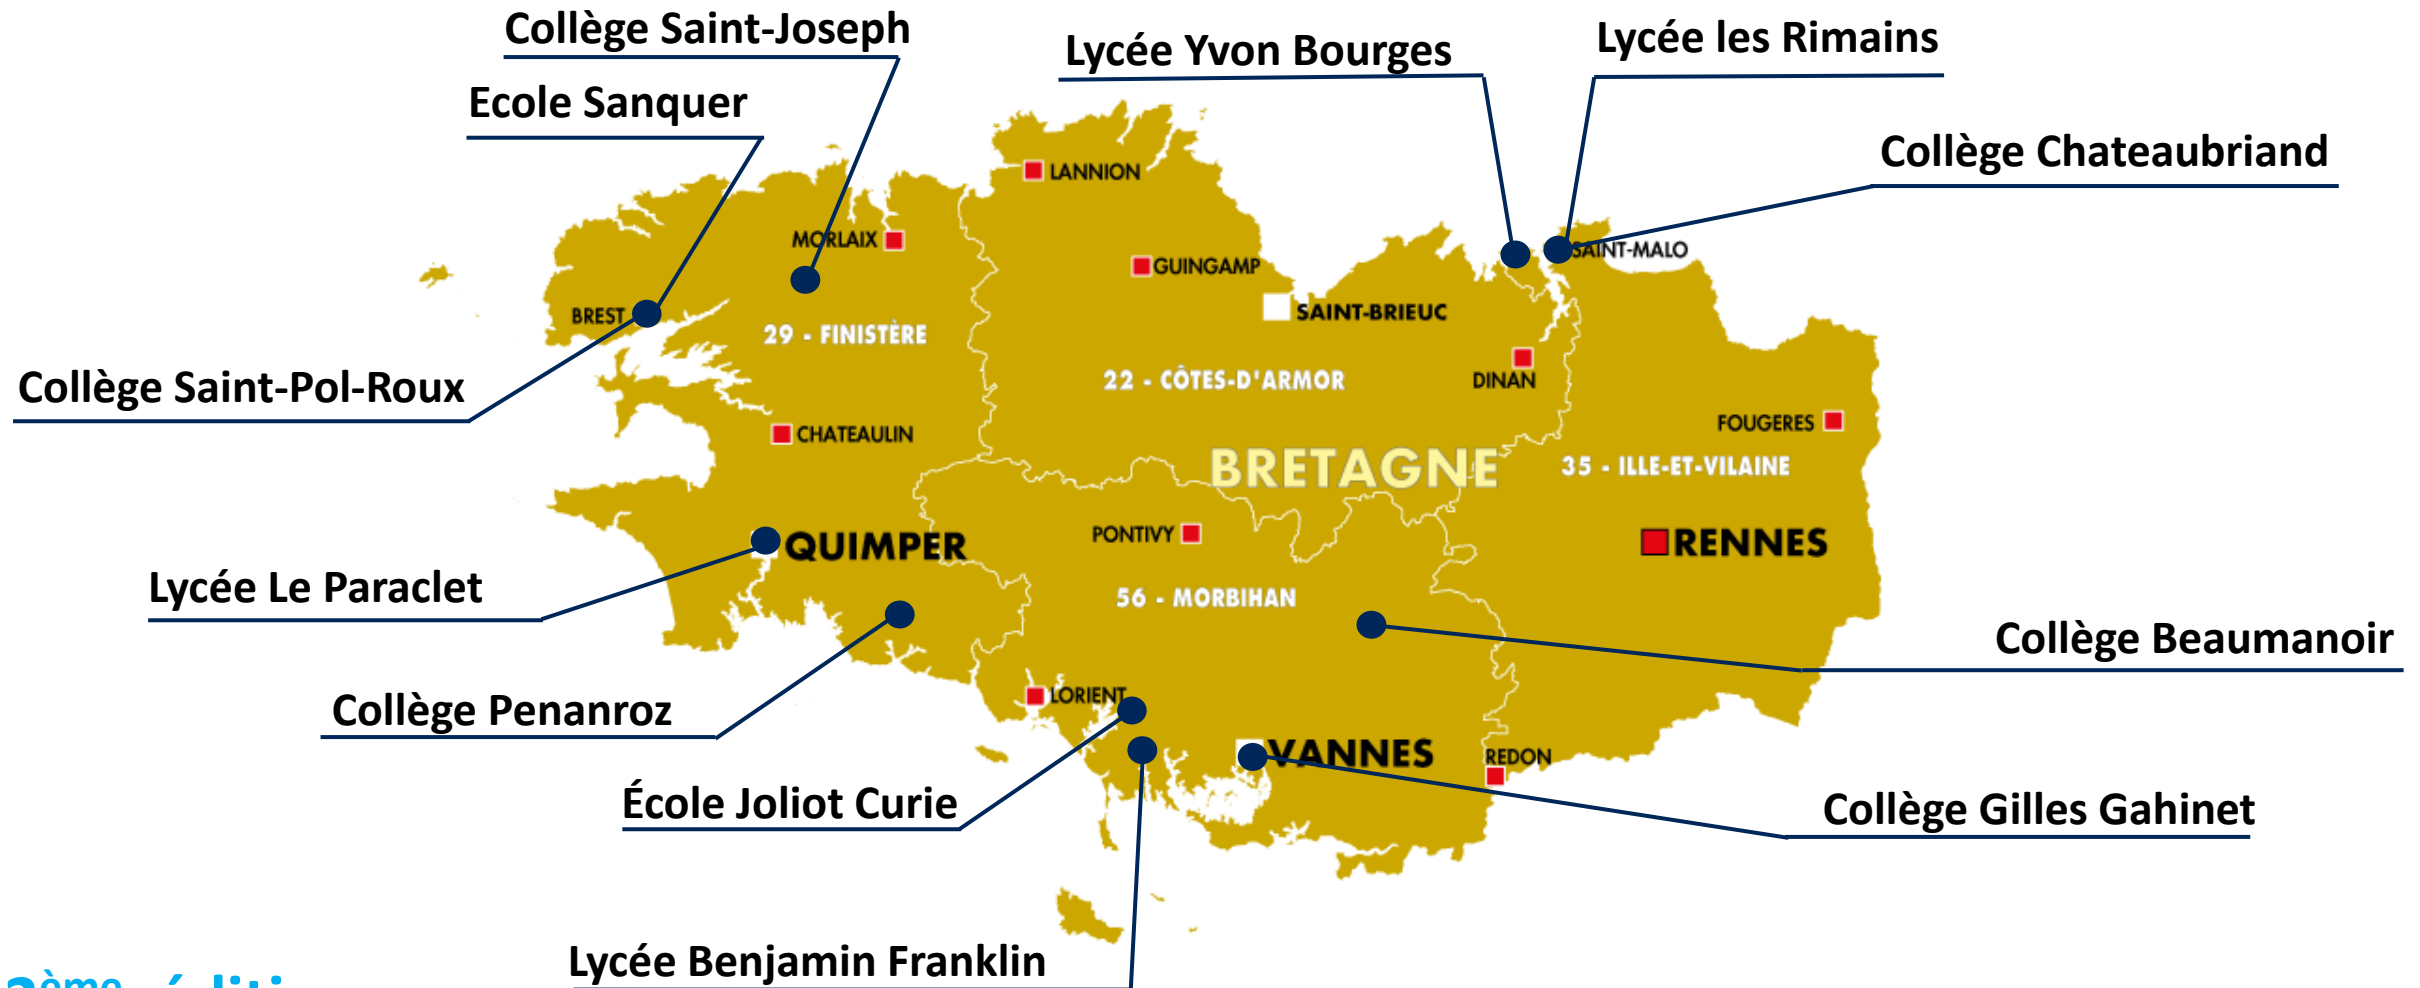 Collège Saint-Joseph
Lycée Yvon Bourges
Lycée les Rimains
Ecole Sanquer
Collège Chateaubriand
LANNION
MORLAIX
SAINT-MALO
GUINGAMP
BREST
SAINT-BRIEUC
29 - FINISTÈRE
22 - CÔTES-D'ARMOR
DINAN
Collège Saint-Pol-Roux
FOUGERES
CHATEAULIN
BRETAGNE
35 - ILLE-ET-VILAINE
PONTIVY
QUIMPER
RENNES
Lycée Le Paraclet
56 - MORBIHAN
Collège Beaumanoir
LORIENT
Collège Penanroz
VANNES
REDON
École Joliot Curie
Collège Gilles Gahinet
Lycée Benjamin Franklin